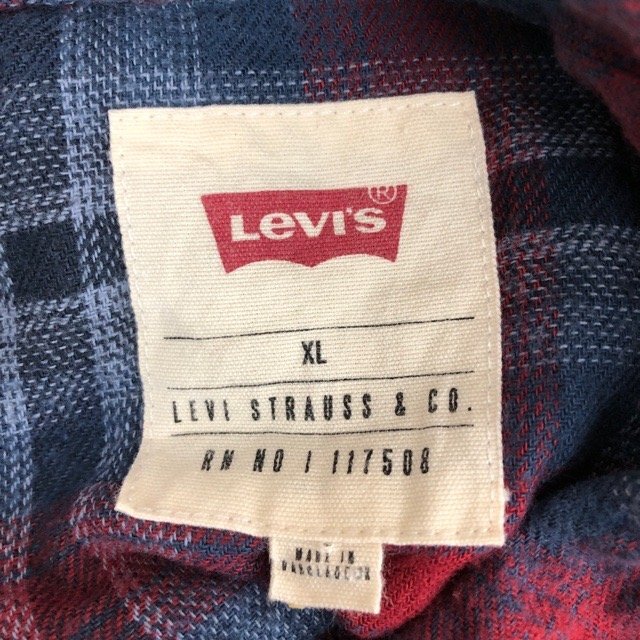 LEVI'S®
XL
LEVI STRAUSS & CO.
RN NO / 117508
MADE IN
BANGLADESH